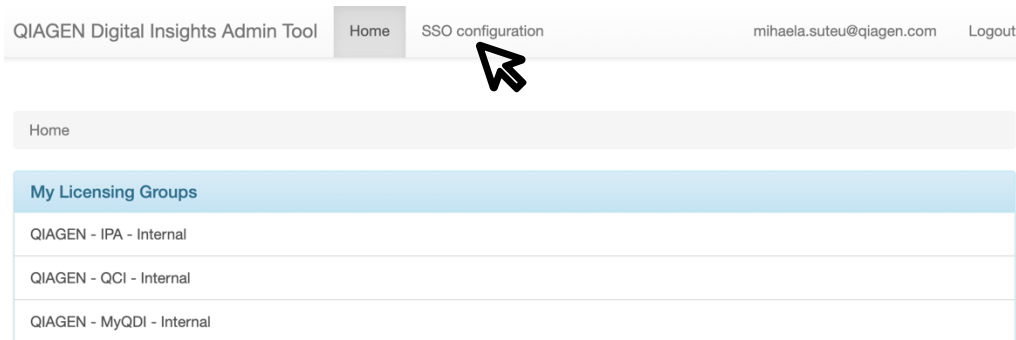 QIAGEN Digital Insights Admin Tool Home SSO configuration mihaela.suteu@qiagen.com Logout
Home
My Licensing Groups
QIAGEN - IPA - Internal
QIAGEN - QCI - Internal
QIAGEN - MyQDI - Internal